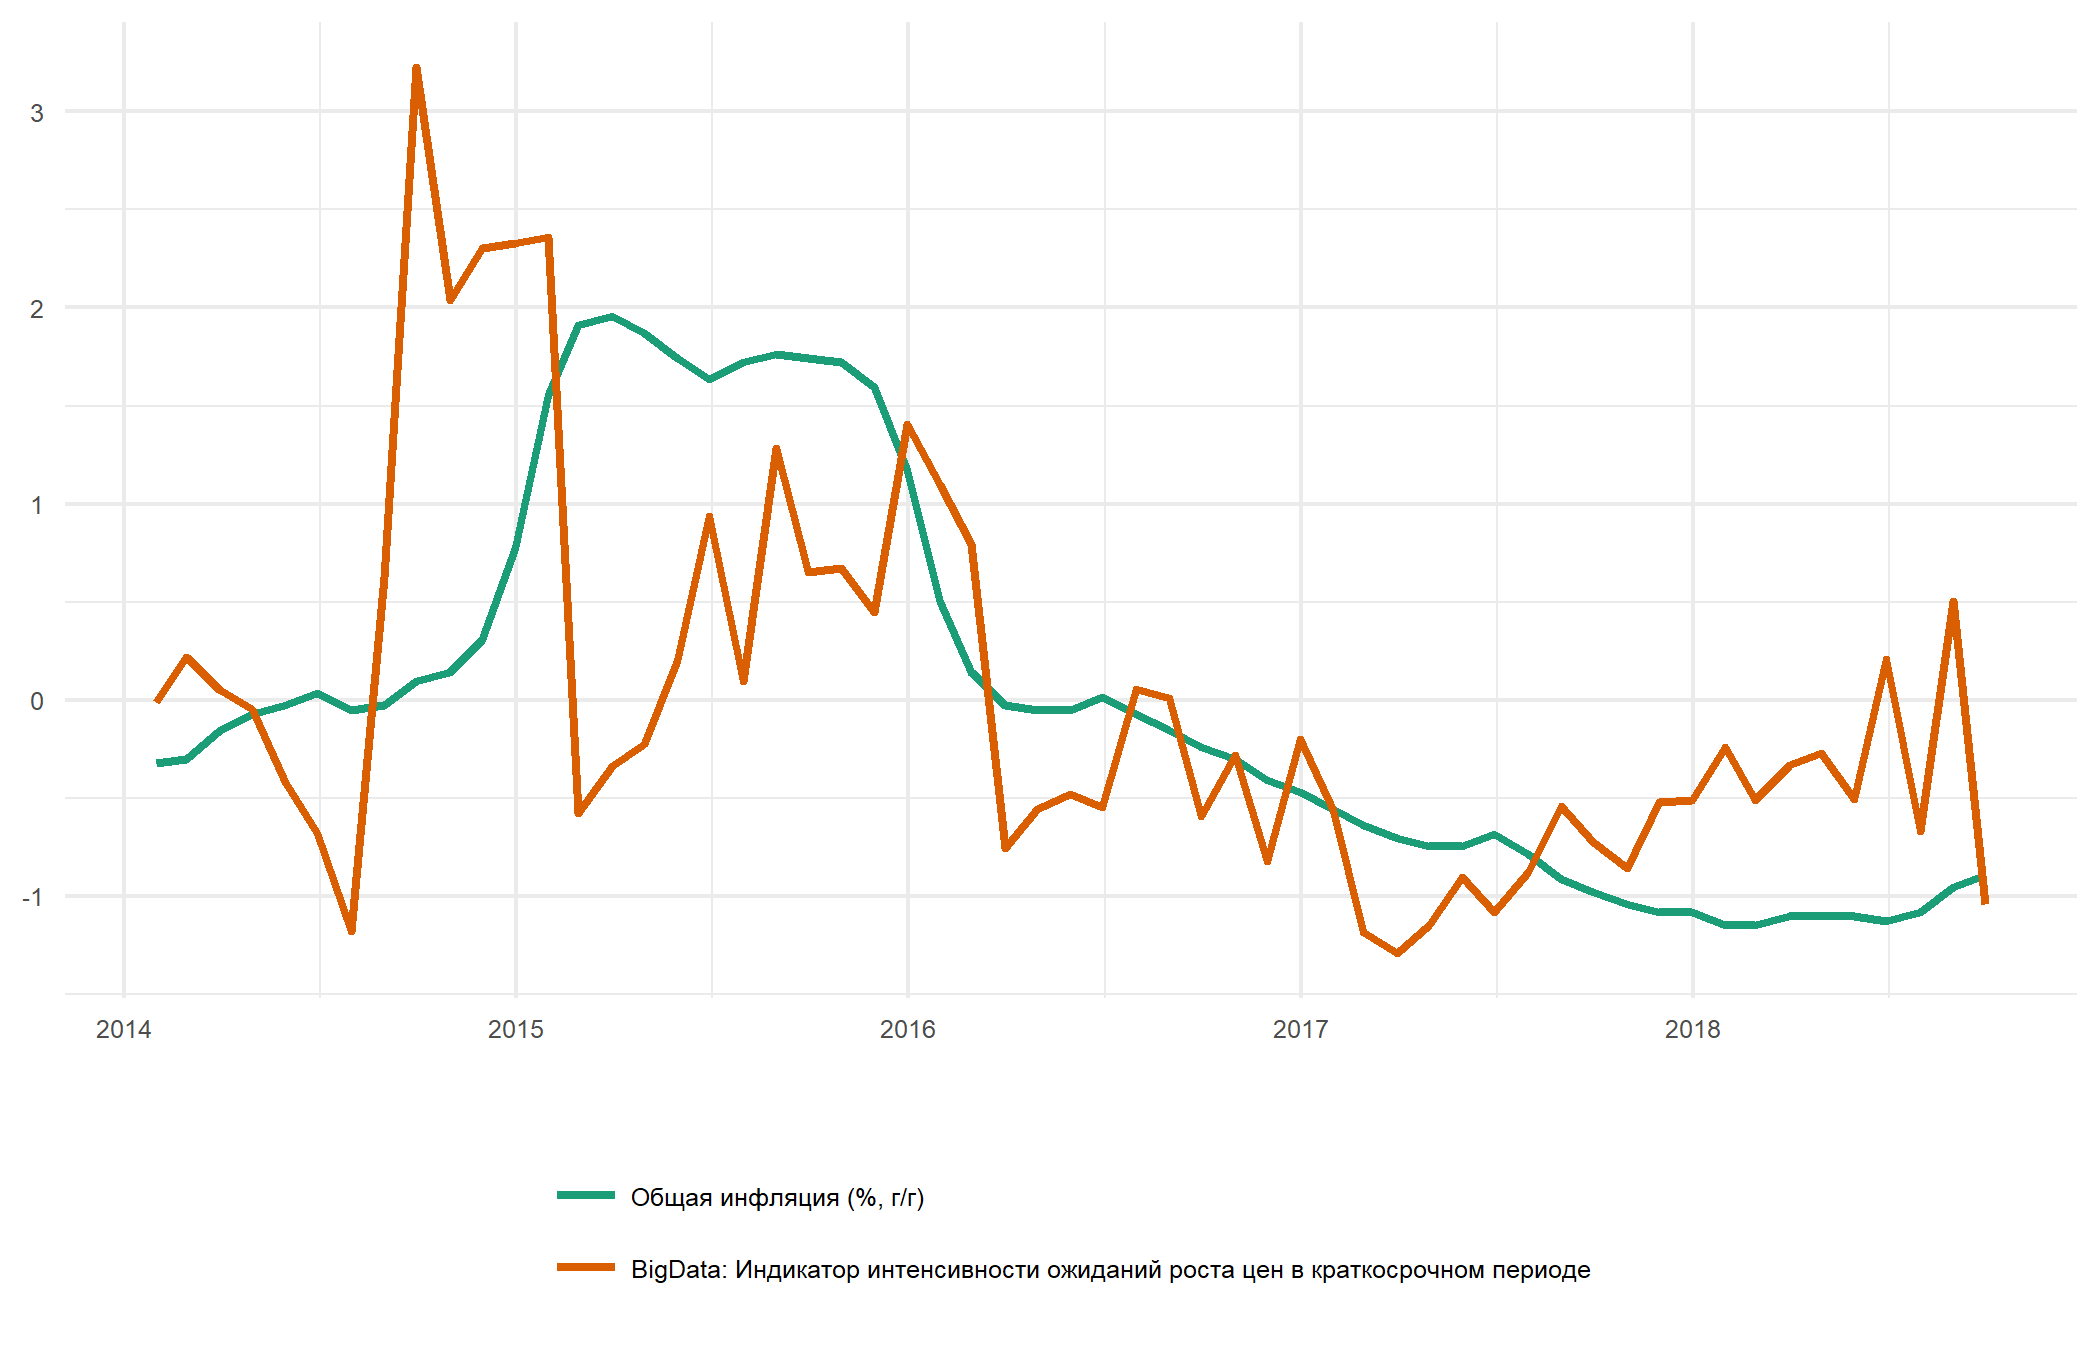 3
2
1
0
-1
2014 2015 2016 2017 2018
Общая инфляция (%, г/г)
BigData: Индикатор интенсивности ожиданий роста цен в краткосрочном периоде